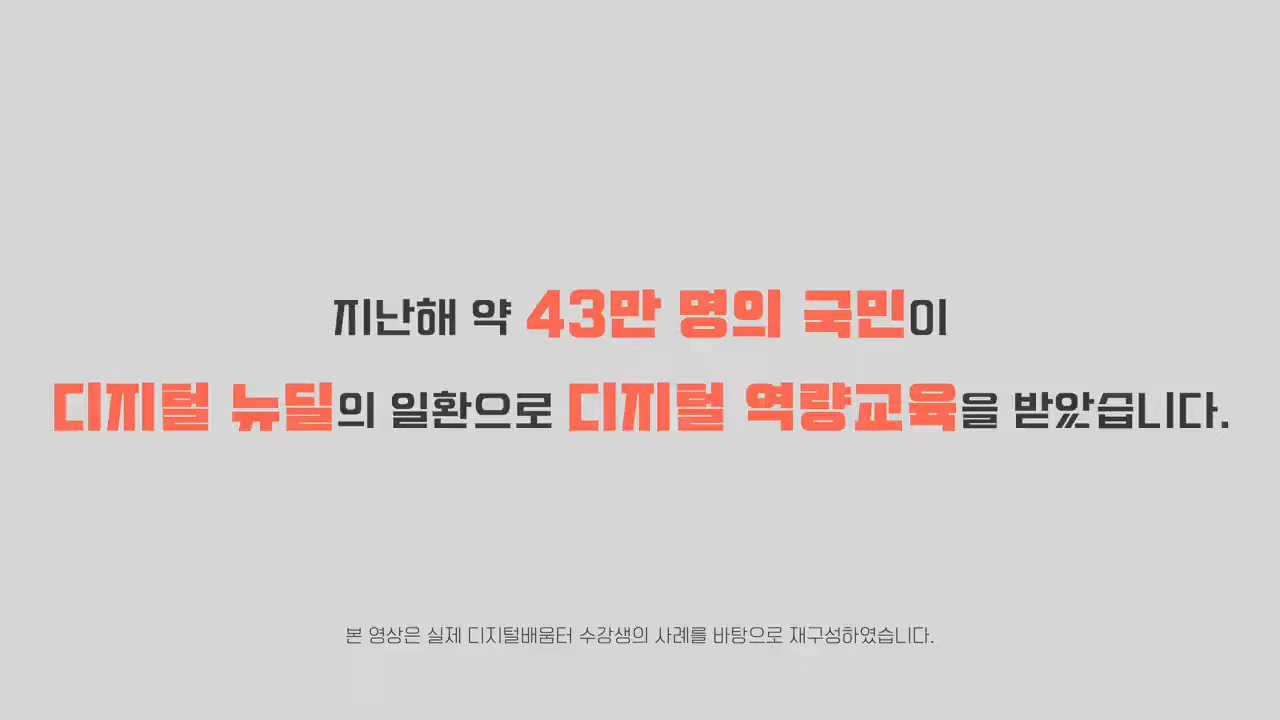 지난해 약 43만 명의 국민이
디지털 뉴딜의 일환으로 디지털 역량교육을 받았습니다.
본 영상은 실제 디지털배움터 수강생의 사례를 바탕으로 재구성하였습니다.